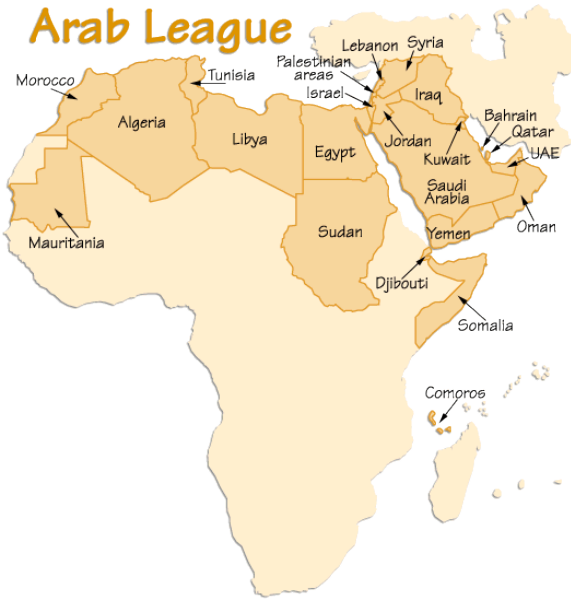 Arab League
Lebanon
Syria
Palestinian
areas
Israel
Morocco
Tunisia
Iraq
Algeria
Libya
Egypt
Jordan
Kuwait
Bahrain
Qatar
UAE
Saudi
Arabia
Mauritania
Sudan
Yemen
Oman
Djibouti
Somalia
Comoros